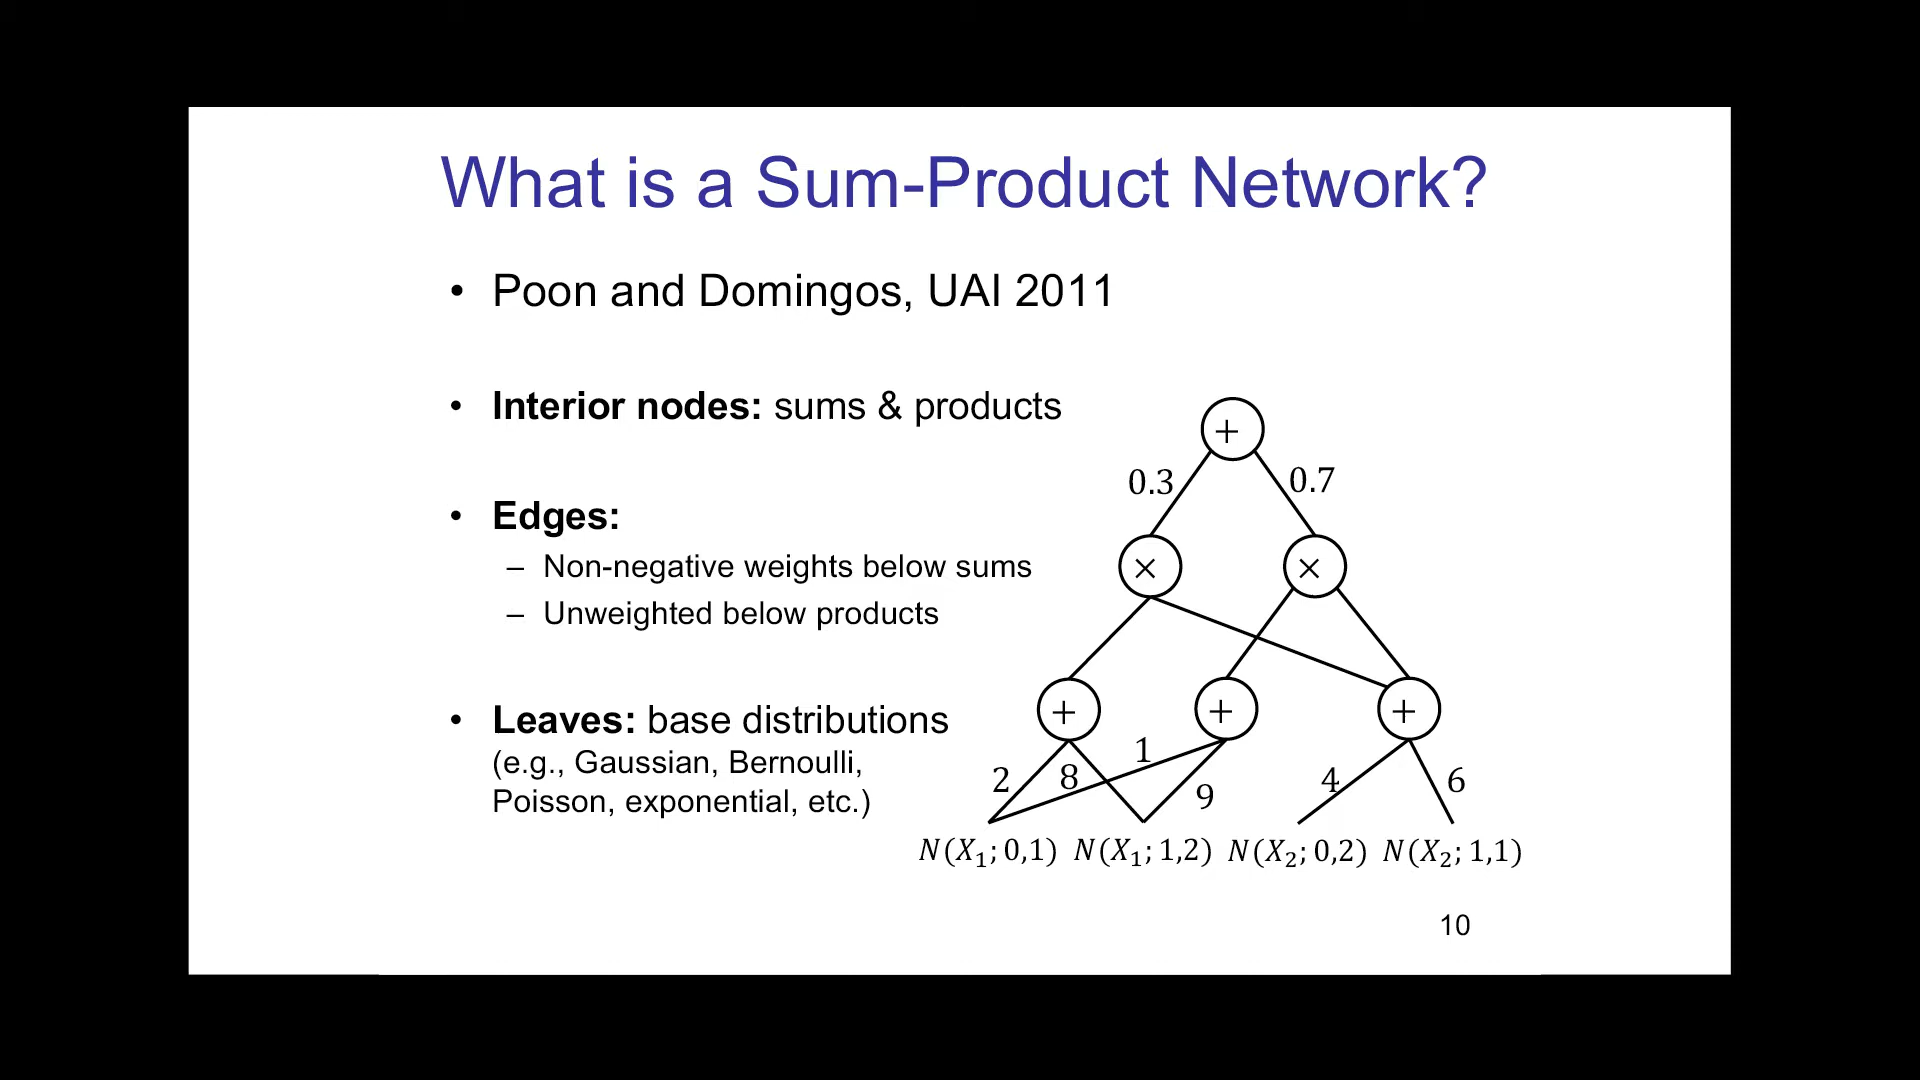 What is a Sum-Product Network?
• Poon and Domingos, UAI 2011
• Interior nodes: sums & products
• Edges:
– Non-negative weights below sums
– Unweighted below products
• Leaves: base distributions
(e.g., Gaussian, Bernoulli,
Poisson, exponential, etc.)
+
0.3 0.7
× ×
+ + +
2 8 1 9 4 6
N(X₁; 0,1) N(X₁; 1,2) N(X₂; 0,2) N(X₂; 1,1)
10